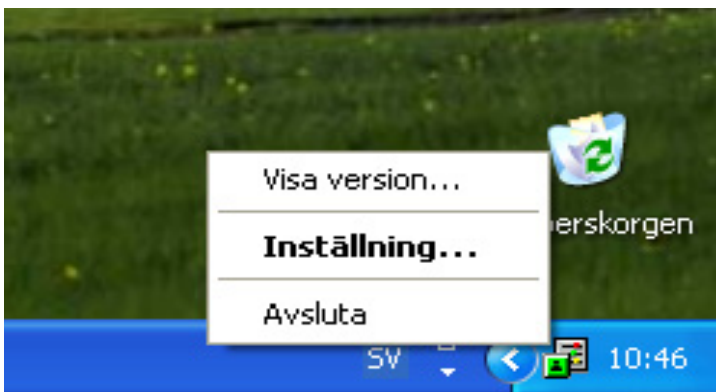 Visa version...
Inställning...
erskorgen
Avsluta
SV
10:46